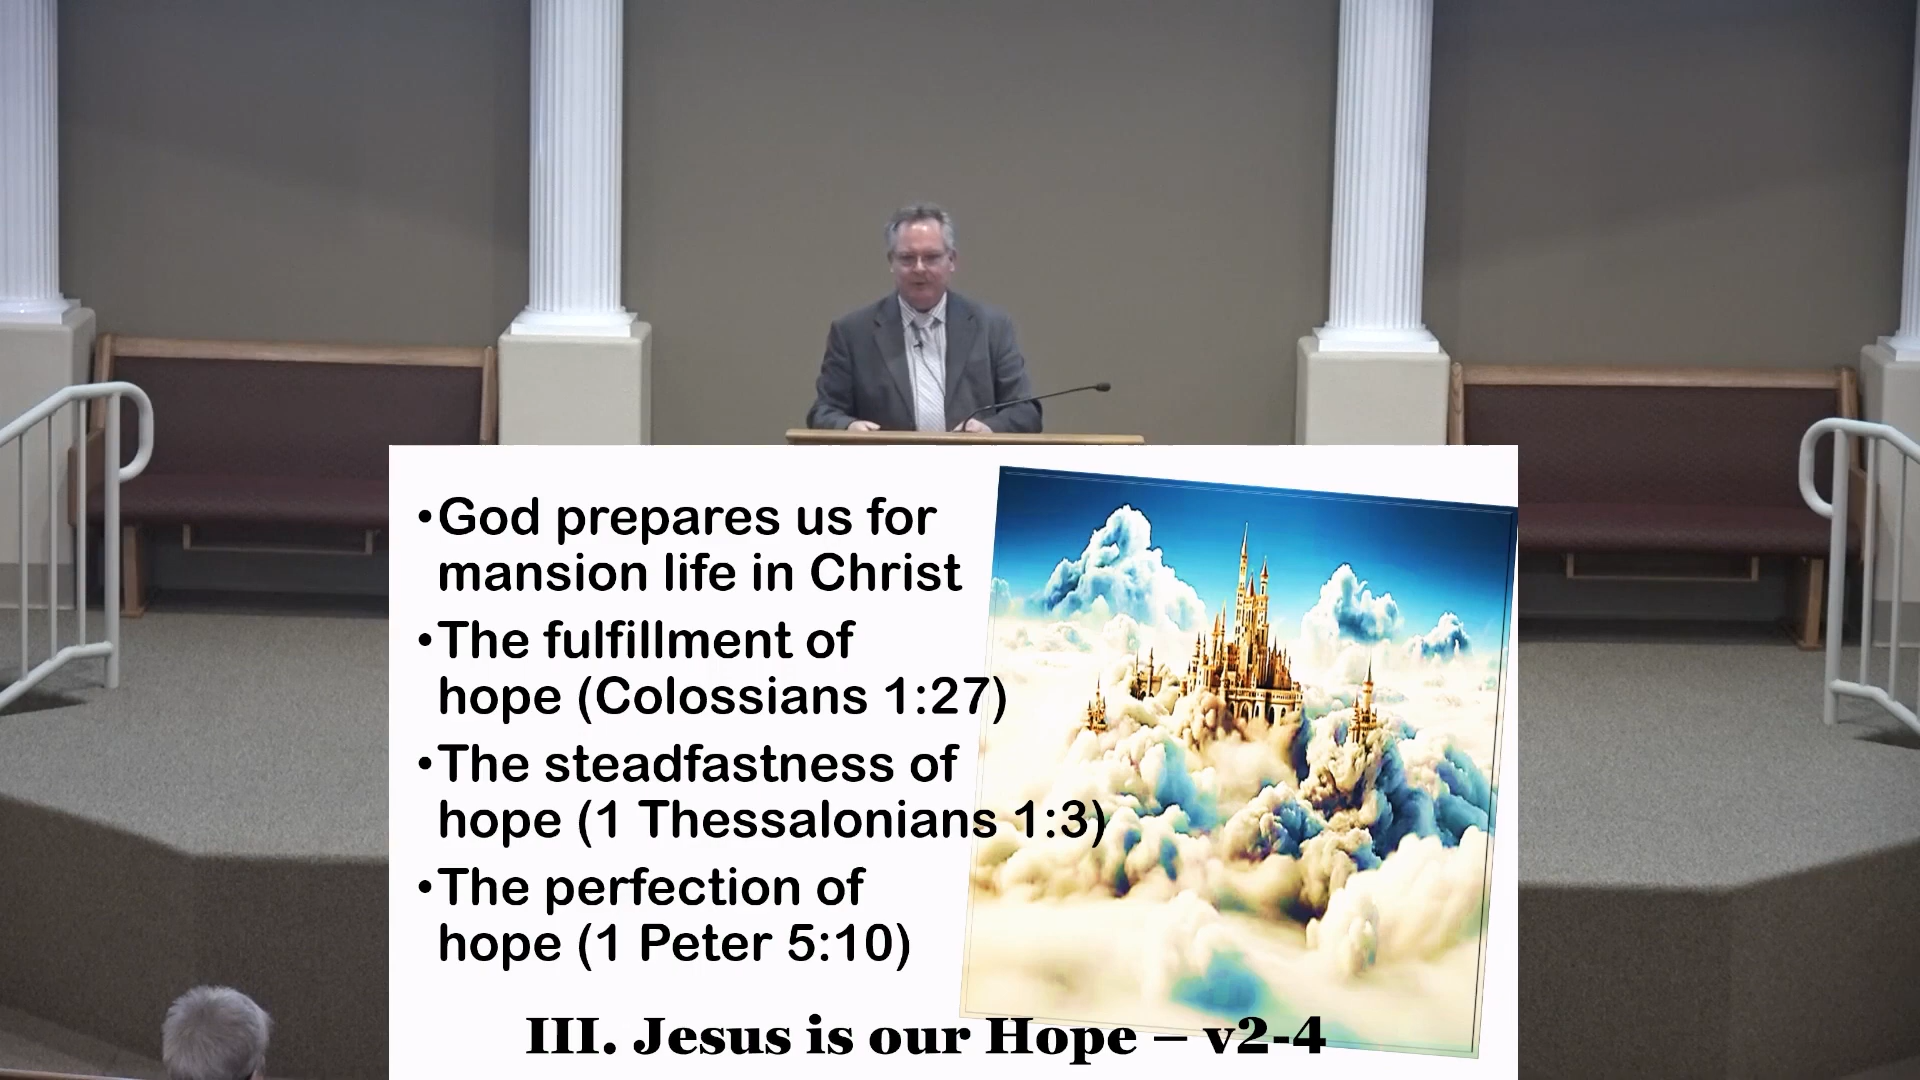 •God prepares us for
mansion life in Christ
•The fulfillment of
hope (Colossians 1:27)
•The steadfastness of
hope (1 Thessalonians 1:3)
•The perfection of
hope (1 Peter 5:10)
III. Jesus is our Hope – v2-4